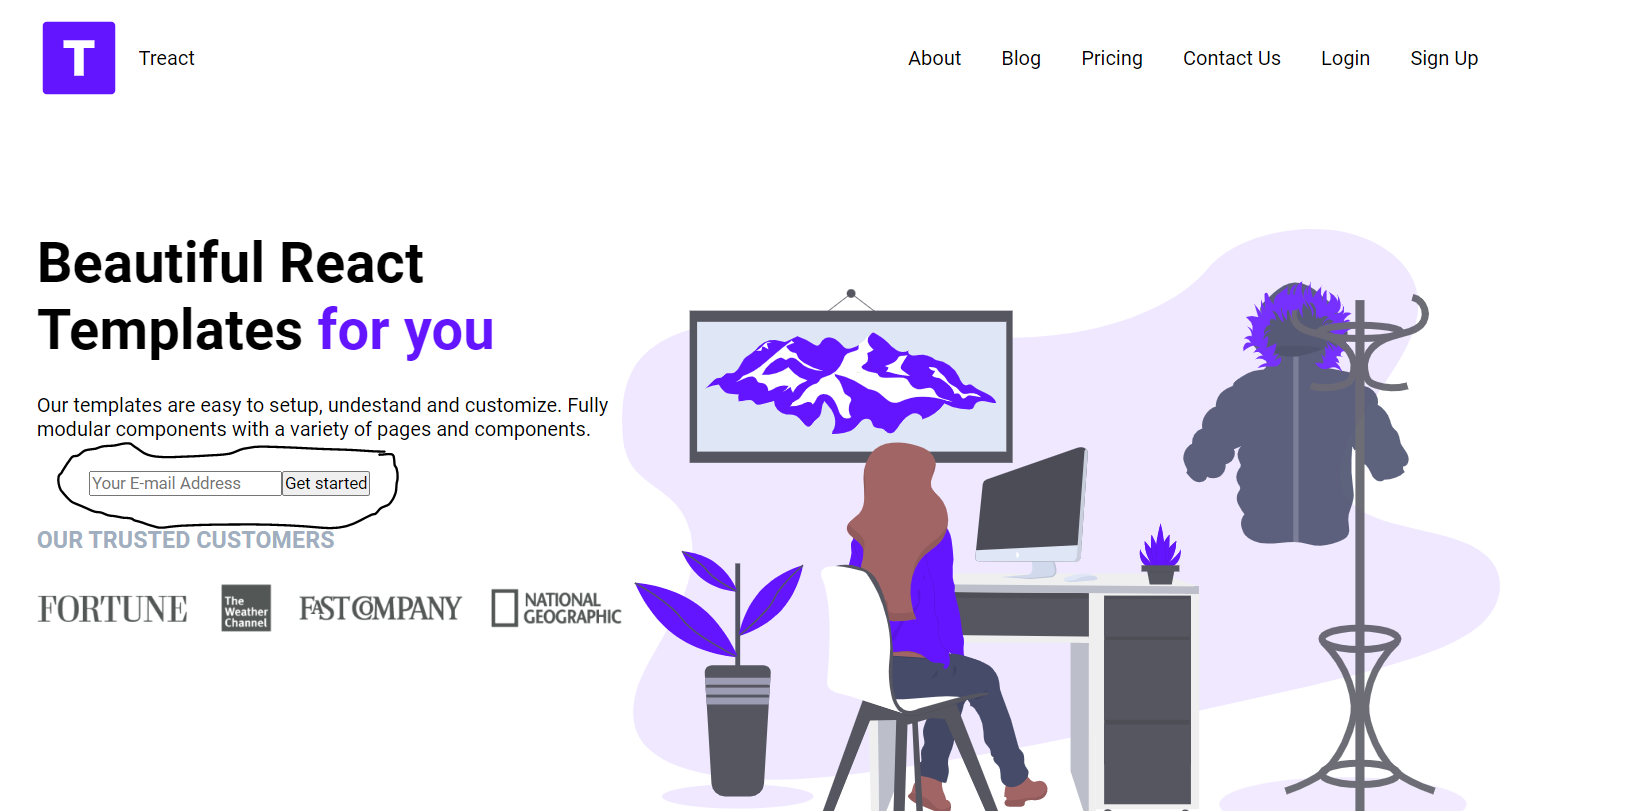 T
Treact
About Blog Pricing Contact Us Login Sign Up
Beautiful React
Templates for you
Our templates are easy to setup, undestand and customize. Fully
modular components with a variety of pages and components.
Your E-mail Address Get started
OUR TRUSTED CUSTOMERS
FORTUNE
The
Weather
Channel
FAST COMPANY
NATIONAL
GEOGRAPHIC